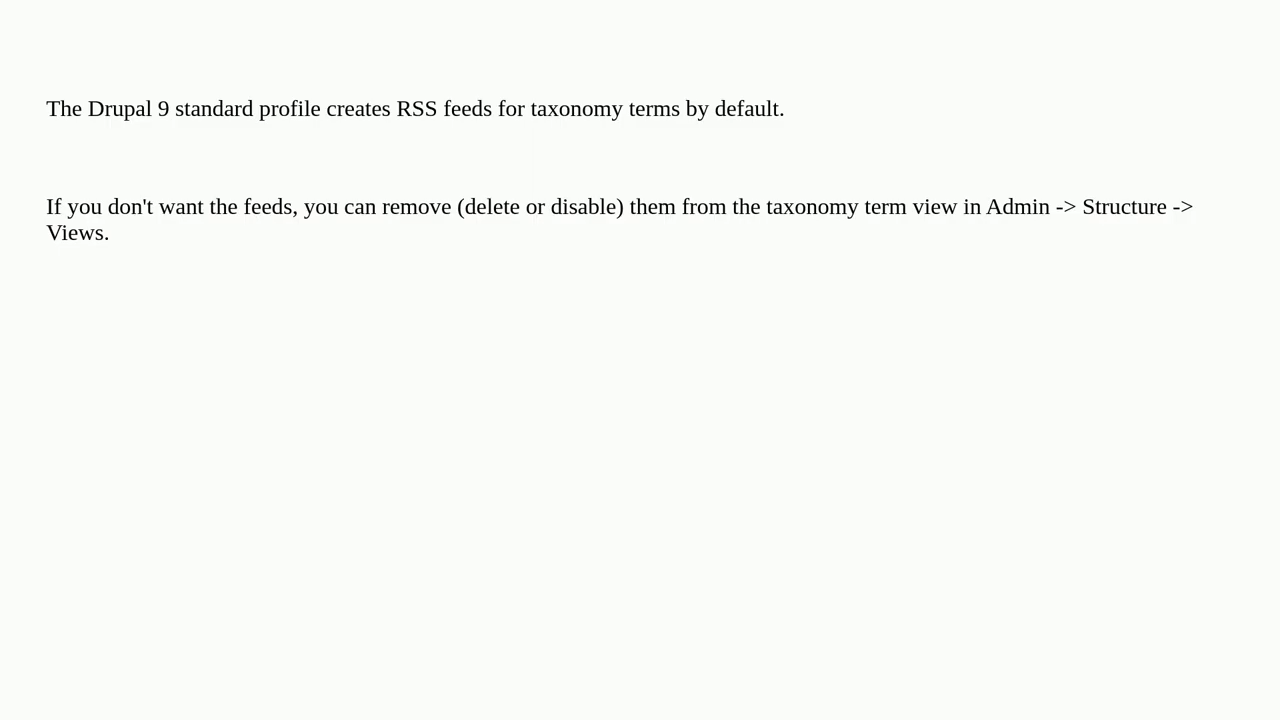 The Drupal 9 standard profile creates RSS feeds for taxonomy terms by default.
If you don't want the feeds, you can remove (delete or disable) them from the taxonomy term view in Admin -> Structure ->
Views.